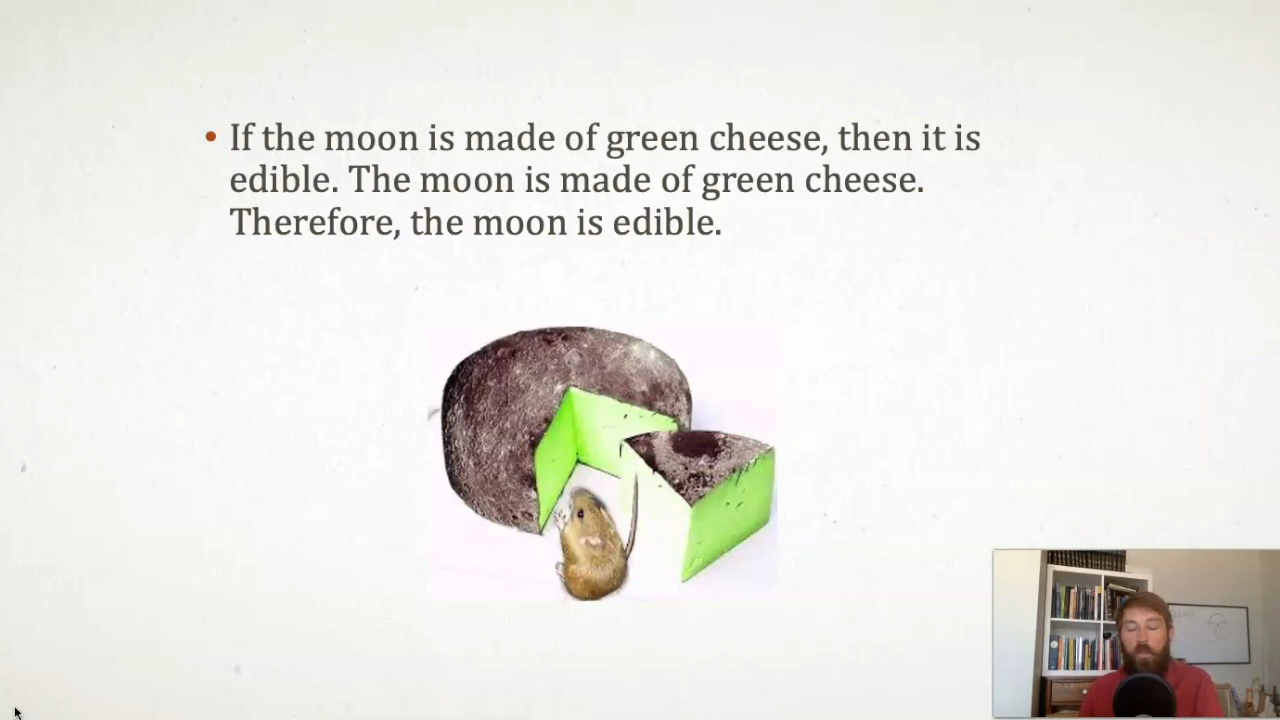 • If the moon is made of green cheese, then it is
edible. The moon is made of green cheese.
Therefore, the moon is edible.